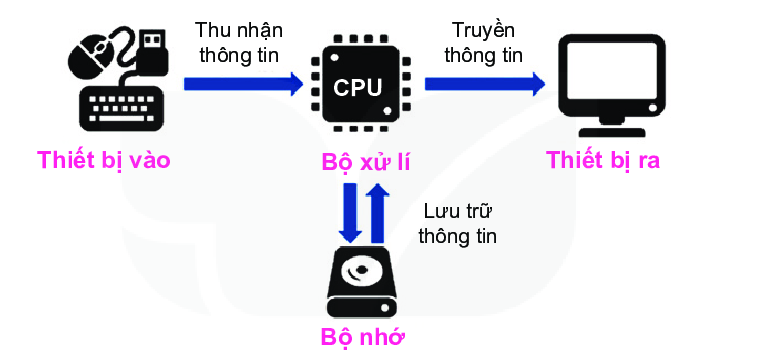 Thu nhận
thông tin
Truyền
thông tin
CPU
Thiết bị vào
Bộ xử lí
Thiết bị ra
Lưu trữ
thông tin
Bộ nhớ